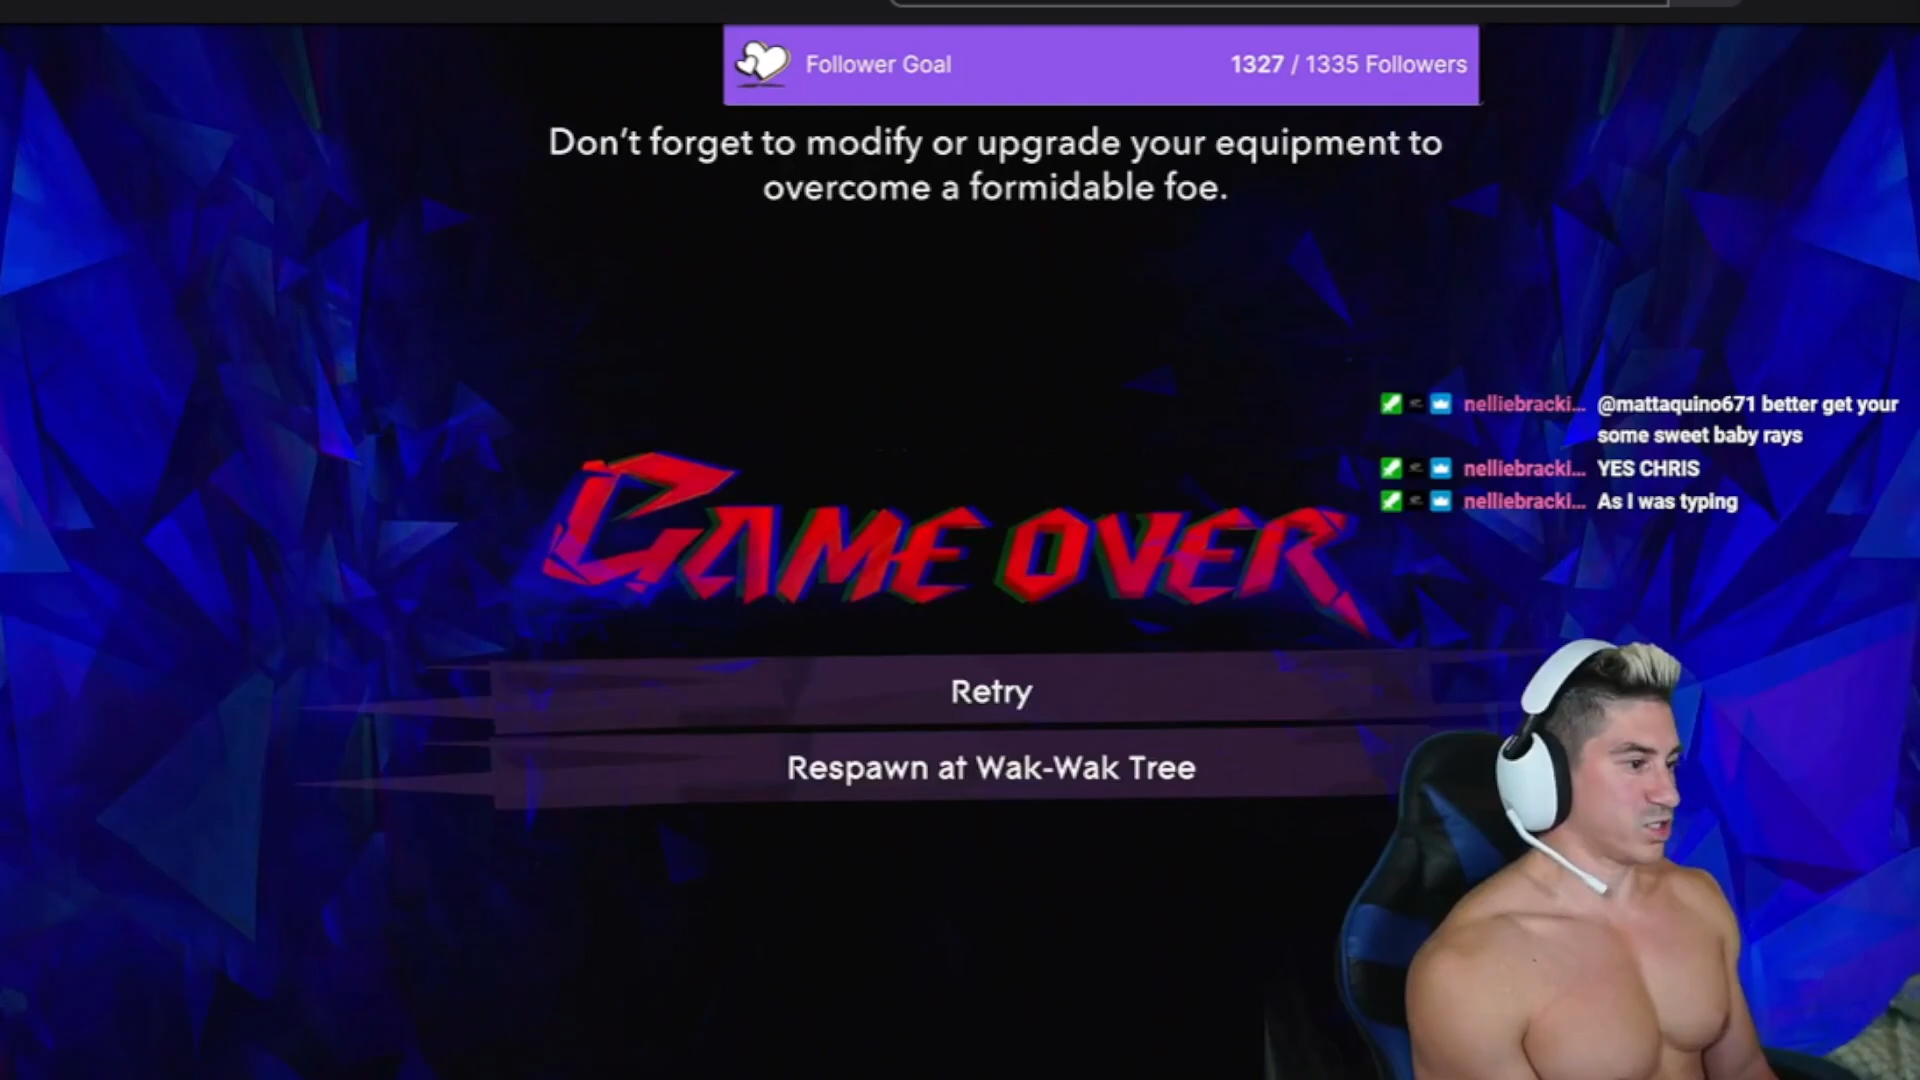 Follower Goal
1327 / 1335 Followers
Don't forget to modify or upgrade your equipment to
overcome a formidable foe.
nelliebracki... @mattaquino671 better get your
some sweet baby rays
nelliebracki... YES CHRIS
nelliebracki... As I was typing
GAME OVER
Retry
Respawn at Wak-Wak Tree